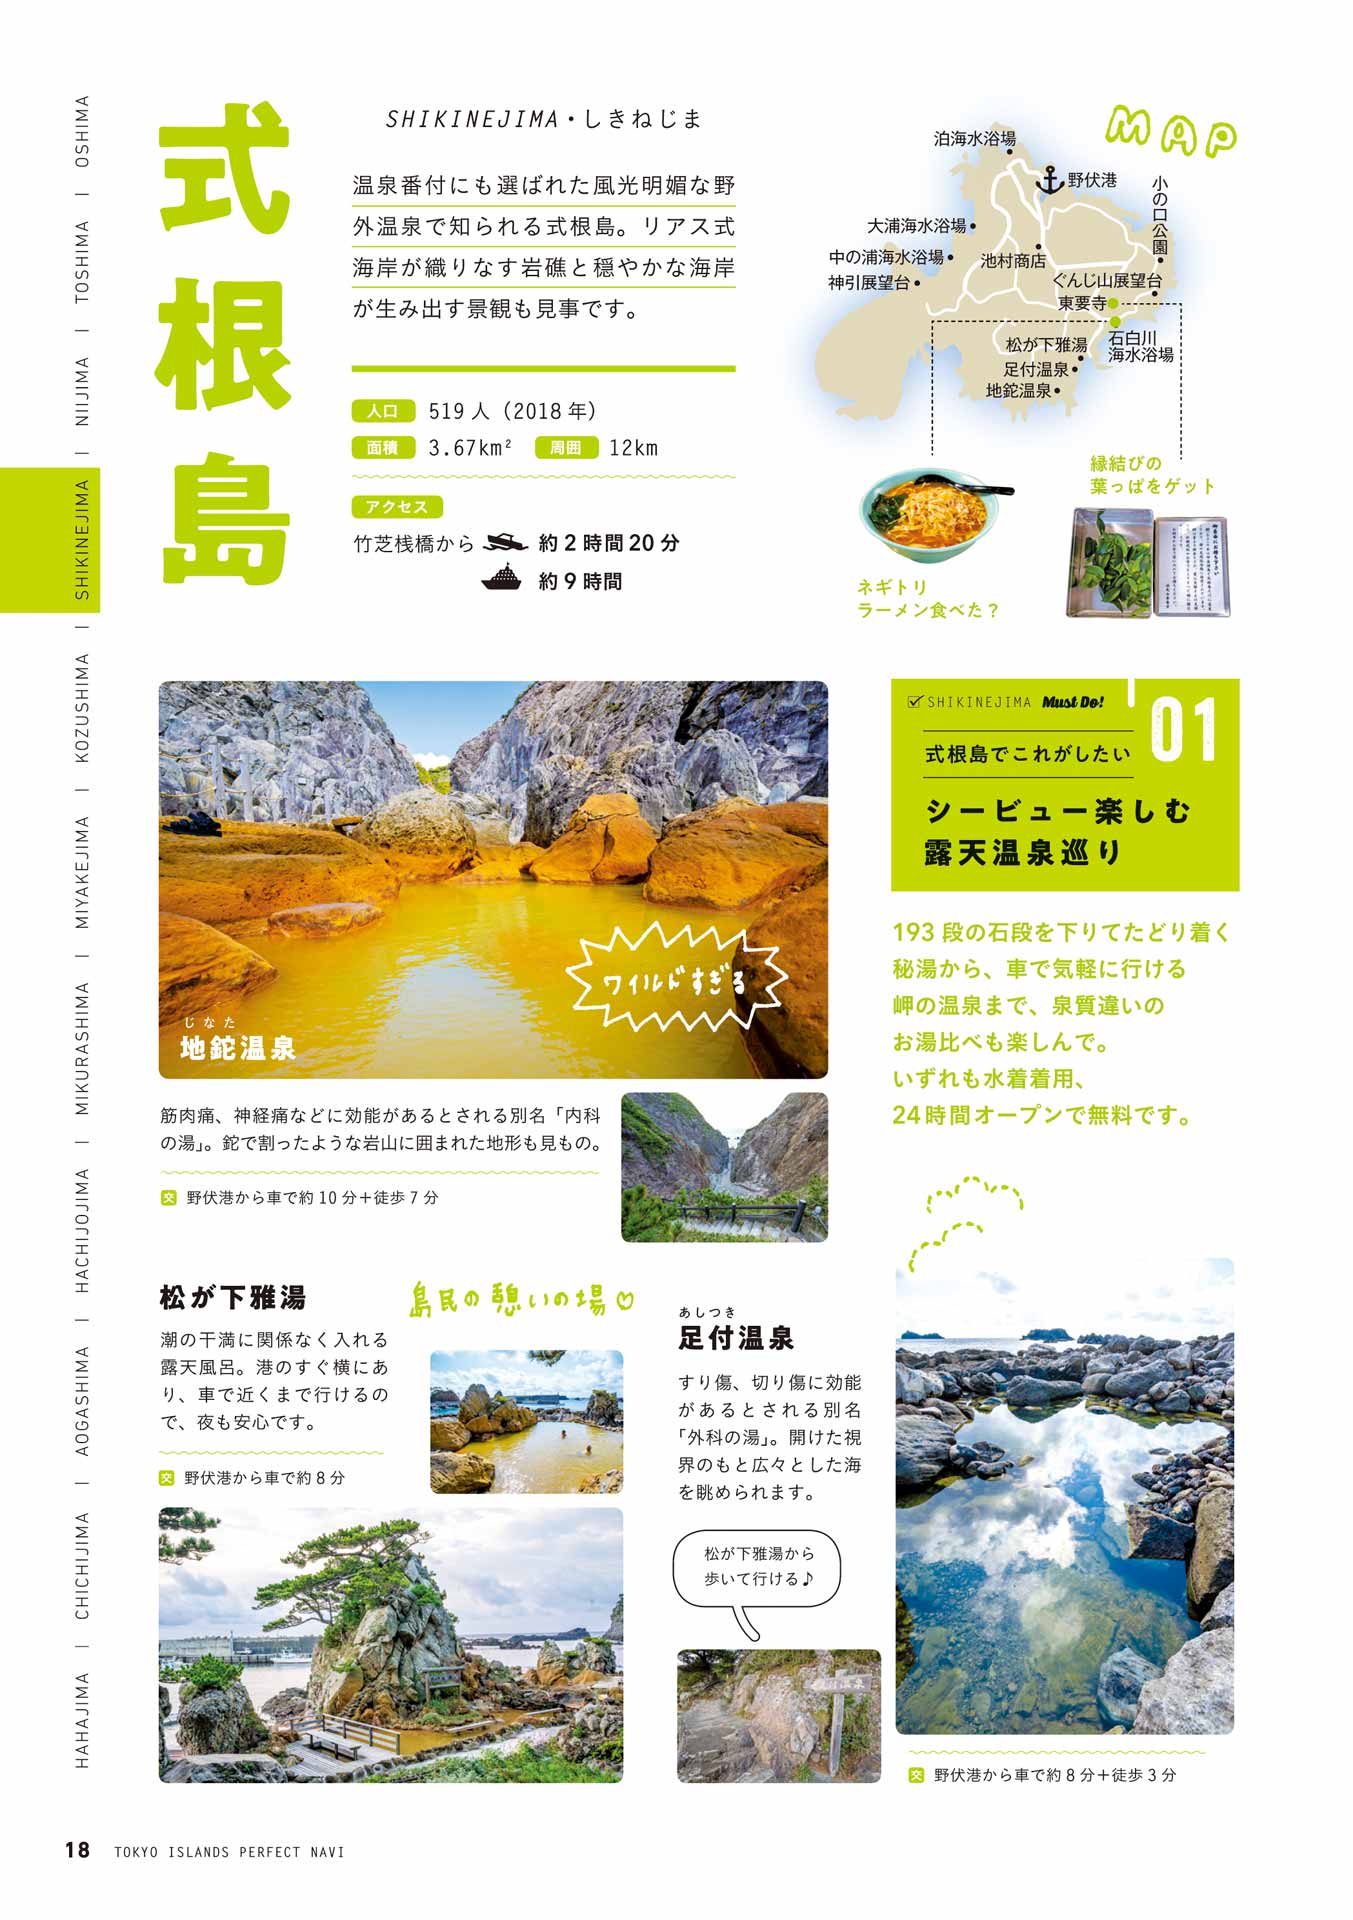 OSHIMA | TOSHIMA | NIIJIMA | SHIKINEJIMA | KOZUSHIMA | MIYAKEJIMA | MIKURASHIMA | HACHIJOJIMA | AOGASHIMA | CHICHIJIMA | HAHAJIMA
式根島
SHIKINEJIMA・しきねじま
温泉番付にも選ばれた風光明媚な野
外温泉で知られる式根島。リアス式
海岸が織りなす岩礁と穏やかな海岸
が生み出す景観も見事です。
人口 519人（2018年）
面積 3.67km² 周囲 12km
アクセス
竹芝桟橋から 約2時間20分
約9時間
MAP
泊海水浴場
野伏港
小の口公園
大浦海水浴場
中の浦海水浴場
池村商店
神引展望台
ぐんじ山展望台
東要寺
石白川
海水浴場
松が下雅湯
足付温泉
地鉈温泉
縁結びの
葉っぱをゲット
ネギトリ
ラーメン食べた？
SHIKINEJIMA Must Do!
01
式根島でこれがしたい
シービュー楽しむ
露天温泉巡り
193段の石段を下りてたどり着く
秘湯から、車で気軽に行ける
岬の温泉まで、泉質違いの
お湯比べも楽しんで。
いずれも水着着用、
24時間オープンで無料です。
ワイルドすぎる
じなた
地鉈温泉
筋肉痛、神経痛などに効能があるとされる別名「内科
の湯」。鉈で割ったような岩山に囲まれた地形も見もの。
交 野伏港から車で約10分＋徒歩7分
松が下雅湯
島民の憩いの場♡
潮の干満に関係なく入れる
露天風呂。港のすぐ横にあ
り、車で近くまで行けるの
で、夜も安心です。
交 野伏港から車で約8分
あしつき
足付温泉
すり傷、切り傷に効能
があるとされる別名
「外科の湯」。開けた視
界のもと広々とした海
を眺められます。
松が下雅湯から
歩いて行ける♪
交 野伏港から車で約8分＋徒歩3分
18 TOKYO ISLANDS PERFECT NAVI